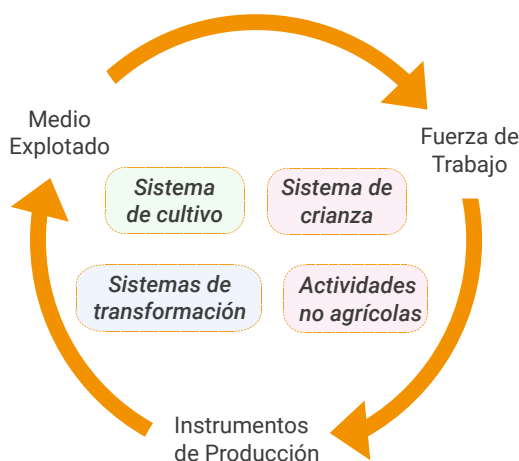 Medio
Explotado
Fuerza de
Trabajo
Sistema
de cultivo
Sistema de
crianza
Sistemas de
transformación
Actividades
no agrícolas
Instrumentos
de Producción